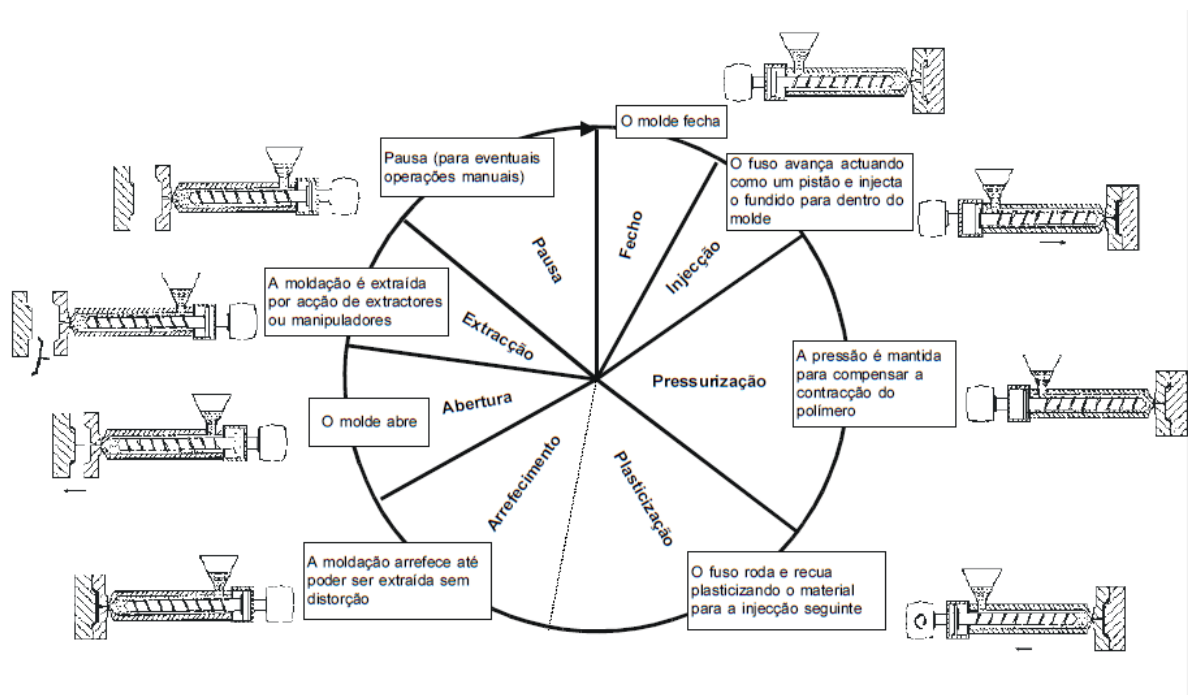 O molde fecha
Fecho
O fuso avança actuando
como um pistão e injecta
o fundido para dentro do
molde
Injecção
A pressão é mantida
para compensar a
contracção do
polímero
Pressurização
O fuso roda e recua
plasticizando o material
para a injecção seguinte
Plasticização
A moldação arrefece até
poder ser extraída sem
distorção
Arrefecimento
O molde abre
Abertura
A moldação é extraída
por acção de extractores
ou manipuladores
Extracção
Pausa (para eventuais
operações manuais)
Pausa